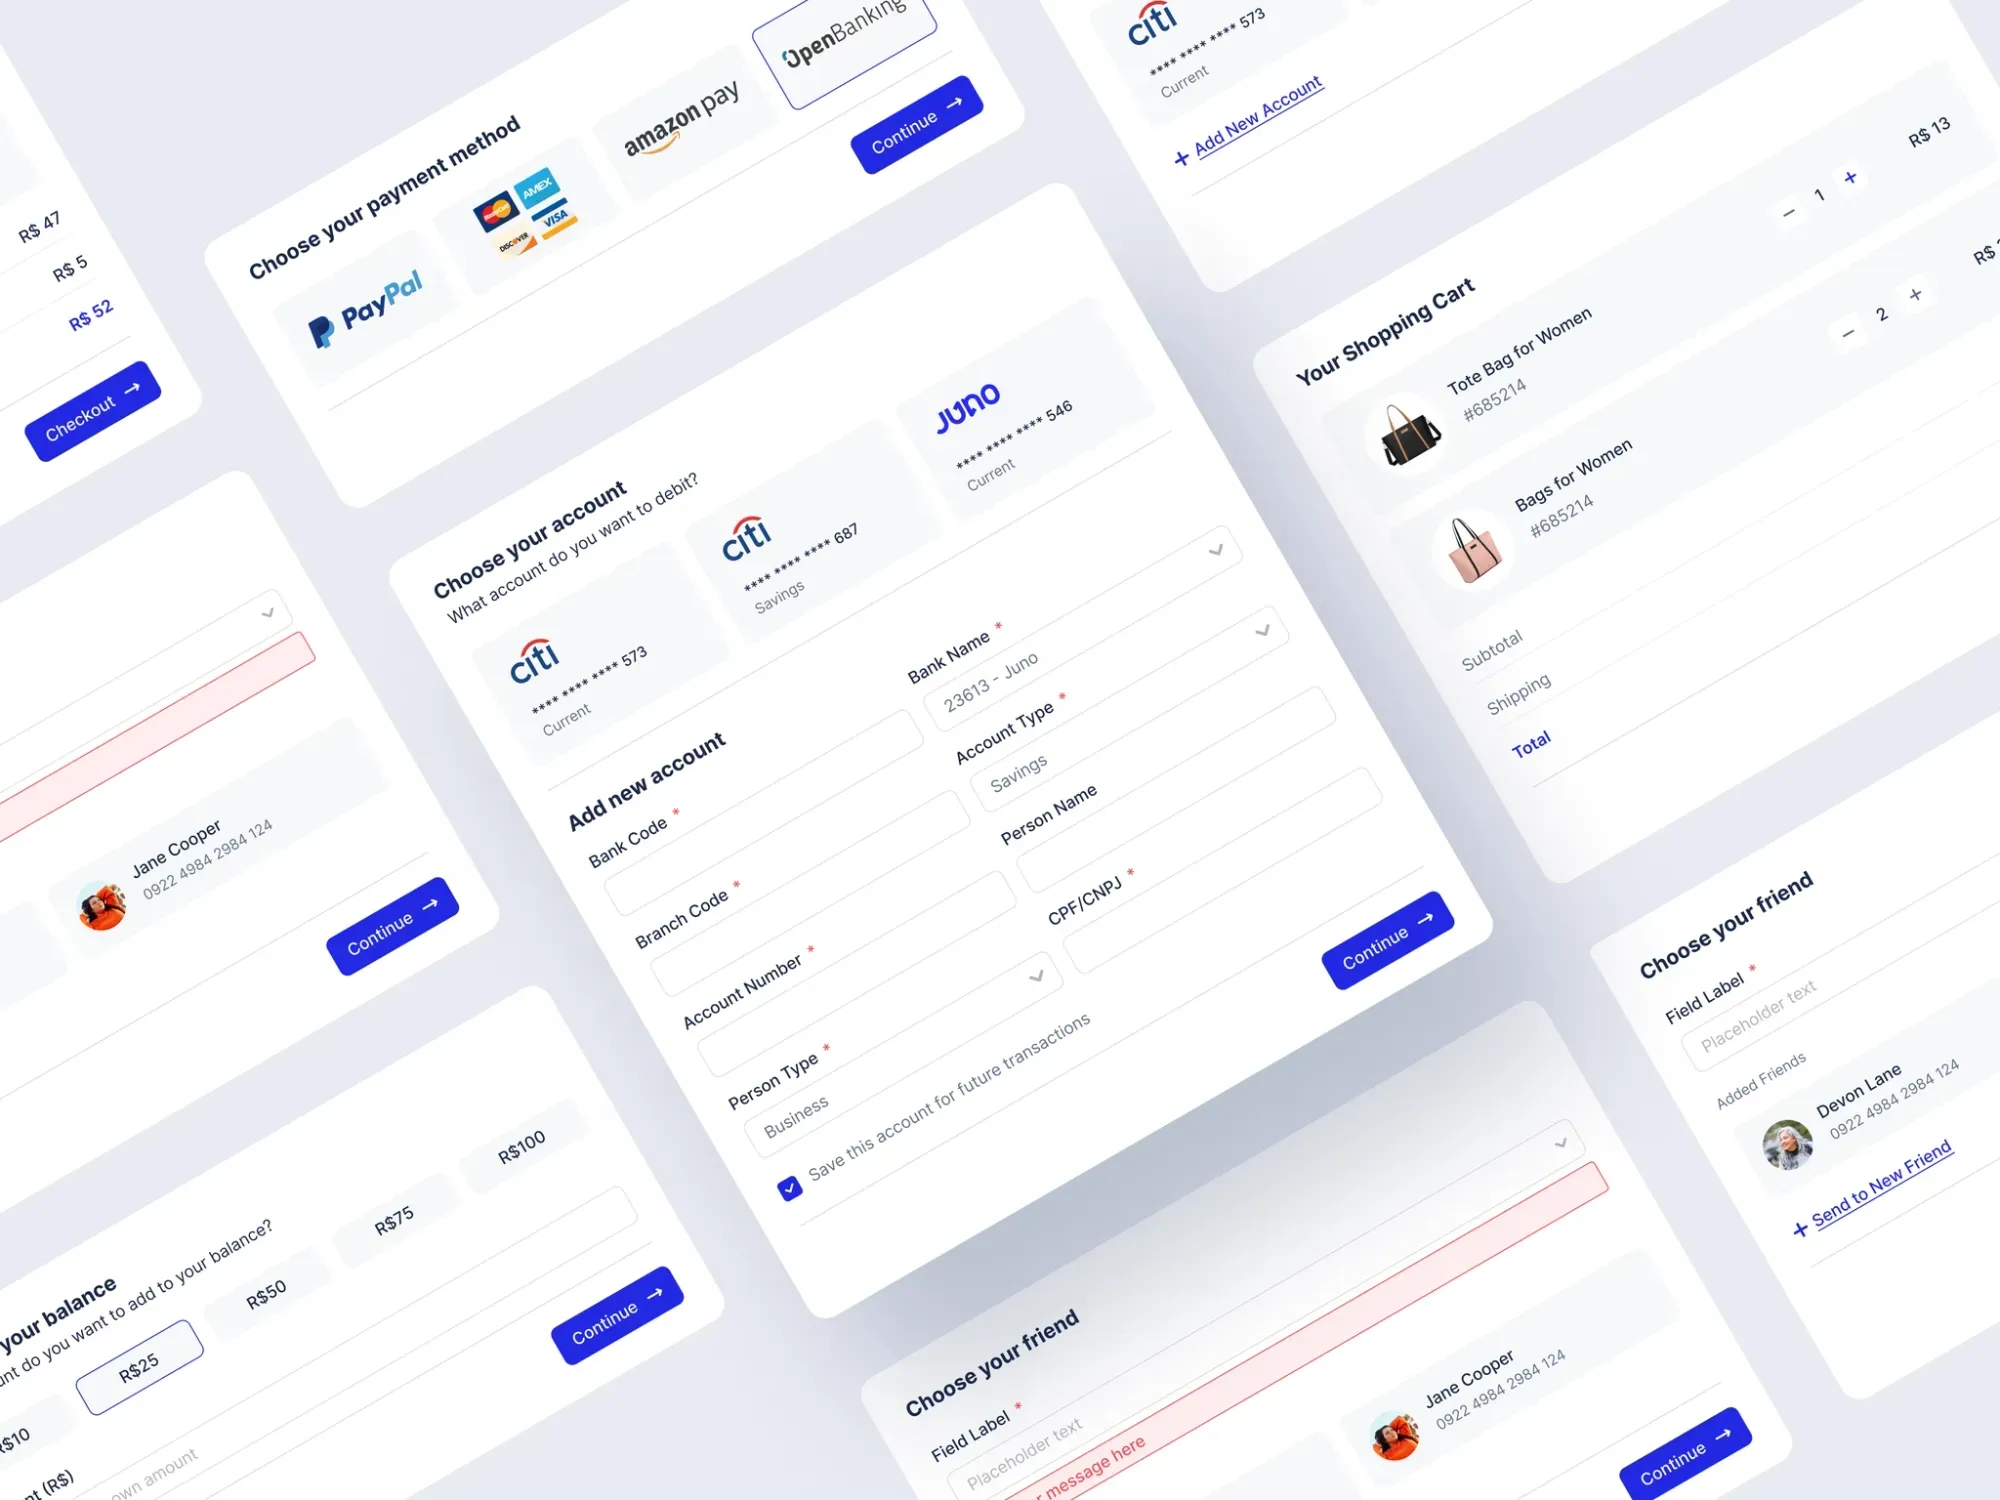 R$ 47
R$ 5
R$ 52
Checkout
Choose your payment method
PayPal
MasterCard
AMEX
DISCOVER
VISA
amazon pay
OpenBanking
Continue
citi
**** **** **** 573
Current
+ Add New Account
Your Shopping Cart
Tote Bag for Women
#685214
1
R$ 13
Bags for Women
#685214
2
R$
Subtotal
Shipping
Total
Choose your account
What account do you want to debit?
citi
**** **** **** 573
Current
citi
**** **** **** 687
Savings
juno
**** **** **** 546
Current
Add new account
Bank Code *
Bank Name *
23613 - Juno
Branch Code *
Account Type *
Savings
Account Number *
Person Name
Person Type *
Business
CPF/CNPJ *
Save this account for future transactions
Continue
Jane Cooper
0922 4984 2984 124
Continue
your balance
unt do you want to add to your balance?
R$10
R$25
R$50
R$75
R$100
nt (R$)
own amount
Continue
Choose your friend
Field Label *
Placeholder text
r message here
Jane Cooper
0922 4984 2984 124
Continue
Choose your friend
Field Label *
Placeholder text
Added Friends
Devon Lane
0922 4984 2984 124
+ Send to New Friend